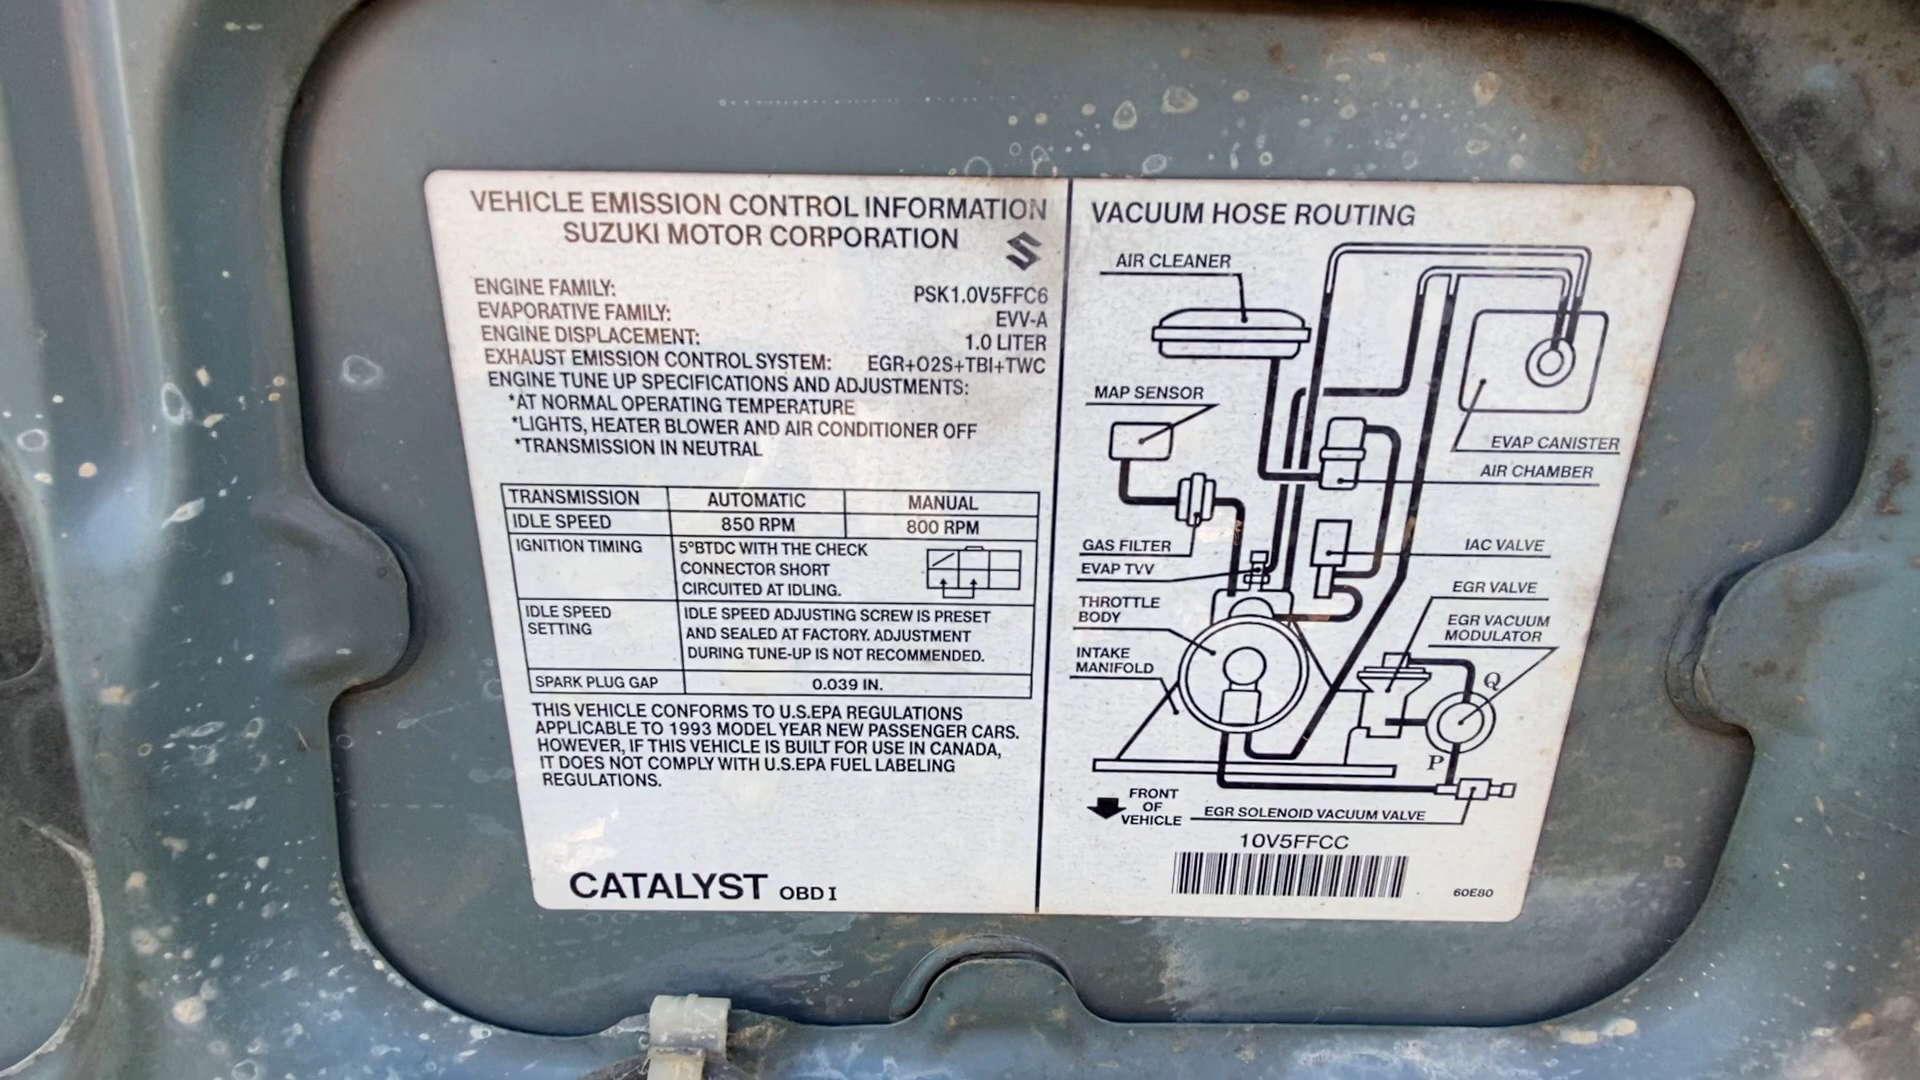 VEHICLE EMISSION CONTROL INFORMATION
SUZUKI MOTOR CORPORATION
ENGINE FAMILY: PSK1.0V5FFC6
EVAPORATIVE FAMILY: EVV-A
ENGINE DISPLACEMENT: 1.0 LITER
EXHAUST EMISSION CONTROL SYSTEM: EGR+O2S+TBI+TWC
ENGINE TUNE UP SPECIFICATIONS AND ADJUSTMENTS:
*AT NORMAL OPERATING TEMPERATURE
*LIGHTS, HEATER BLOWER AND AIR CONDITIONER OFF
*TRANSMISSION IN NEUTRAL
TRANSMISSION AUTOMATIC MANUAL
IDLE SPEED 850 RPM 800 RPM
IGNITION TIMING 5°BTDC WITH THE CHECK
CONNECTOR SHORT
CIRCUITED AT IDLING.
IDLE SPEED IDLE SPEED ADJUSTING SCREW IS PRESET
SETTING AND SEALED AT FACTORY. ADJUSTMENT
DURING TUNE-UP IS NOT RECOMMENDED.
SPARK PLUG GAP 0.039 IN.
THIS VEHICLE CONFORMS TO U.S.EPA REGULATIONS
APPLICABLE TO 1993 MODEL YEAR NEW PASSENGER CARS.
HOWEVER, IF THIS VEHICLE IS BUILT FOR USE IN CANADA,
IT DOES NOT COMPLY WITH U.S.EPA FUEL LABELING
REGULATIONS.
CATALYST OBD I
VACUUM HOSE ROUTING
AIR CLEANER
MAP SENSOR
EVAP CANISTER
AIR CHAMBER
GAS FILTER
IAC VALVE
EVAP TVV
EGR VALVE
THROTTLE
BODY
EGR VACUUM
MODULATOR
INTAKE
MANIFOLD
Q
P
FRONT
OF
VEHICLE
EGR SOLENOID VACUUM VALVE
10V5FFCC
60E80